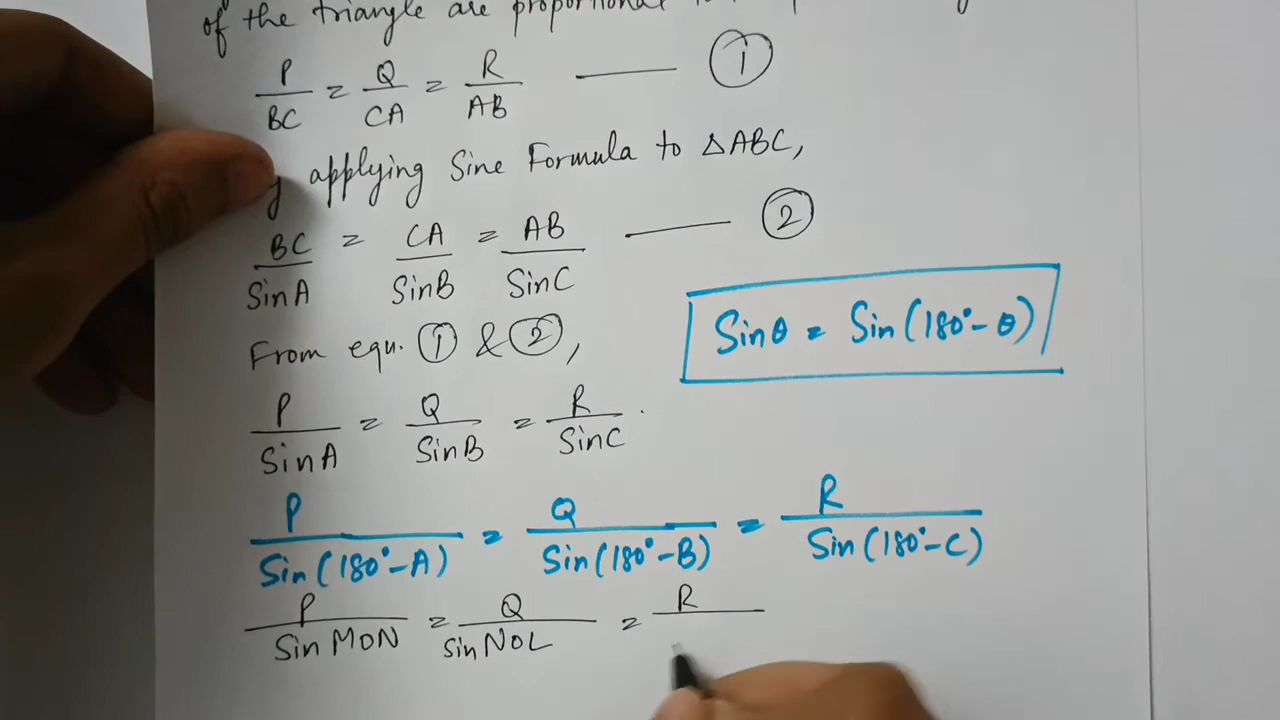 of the triangle are proportional
P/BC = Q/CA = R/AB —— ①
applying Sine Formula to △ABC,
BC/SinA = CA/SinB = AB/SinC —— ②
Sinθ = Sin(180°-θ)
From equ. ① & ②,
P/SinA = Q/SinB = R/SinC .
P/Sin(180°-A) = Q/Sin(180°-B) = R/Sin(180°-C)
P/Sin MON = Q/sin NOL = R/